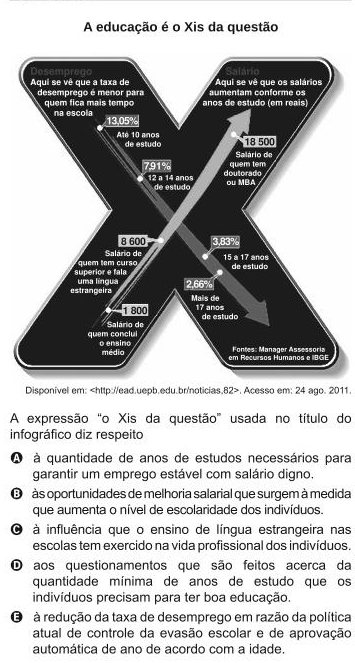 A educação é o Xis da questão
Desemprego
Aqui se vê que a taxa de
desemprego é menor para
quem fica mais tempo
na escola
13,05%
Até 10 anos
de estudo
7,91%
12 a 14 anos
de estudo
3,83%
15 a 17 anos
de estudo
2,66%
Mais de
17 anos
de estudo
Salário
Aqui se vê que os salários
aumentam conforme os
anos de estudo (em reais)
18 500
Salário de
quem tem
doutorado
ou MBA
8 600
Salário de
quem tem curso
superior e fala
uma língua
estrangeira
1 800
Salário de
quem conclui
o ensino
médio
Fontes: Manager Assessoria
em Recursos Humanos e IBGE
Disponível em: <http://ead.uepb.edu.br/noticias,82>. Acesso em: 24 ago. 2011.
A expressão “o Xis da questão” usada no título do
infográfico diz respeito
A à quantidade de anos de estudos necessários para
garantir um emprego estável com salário digno.
B às oportunidades de melhoria salarial que surgem à medida
que aumenta o nível de escolaridade dos indivíduos.
C à influência que o ensino de língua estrangeira nas
escolas tem exercido na vida profissional dos indivíduos.
D aos questionamentos que são feitos acerca da
quantidade mínima de anos de estudo que os
indivíduos precisam para ter boa educação.
E à redução da taxa de desemprego em razão da política
atual de controle da evasão escolar e de aprovação
automática de ano de acordo com a idade.